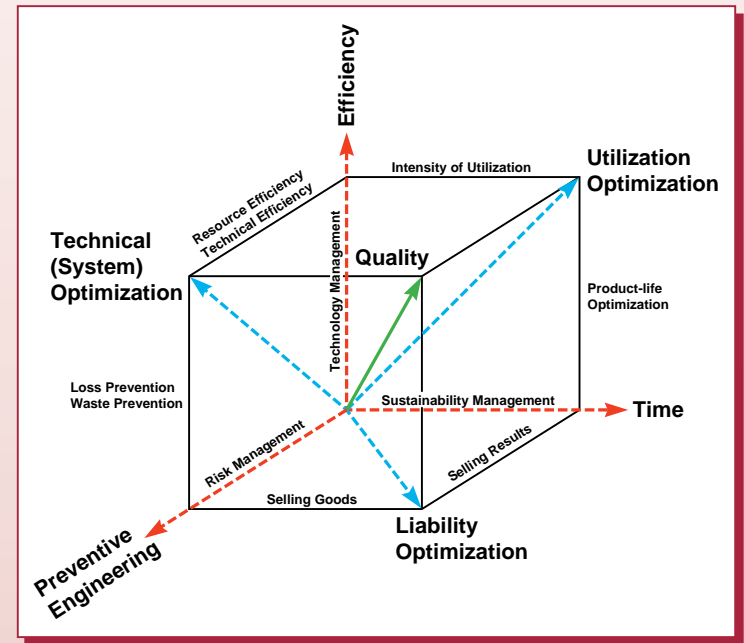 Efficiency
Intensity of Utilization
Utilization
Optimization
Resource Efficiency
Technical Efficiency
Technical
(System)
Optimization
Quality
Technology Management
Product-life
Optimization
Loss Prevention
Waste Prevention
Sustainability Management
Time
Risk Management
Selling Results
Selling Goods
Liability
Optimization
Preventive
Engineering